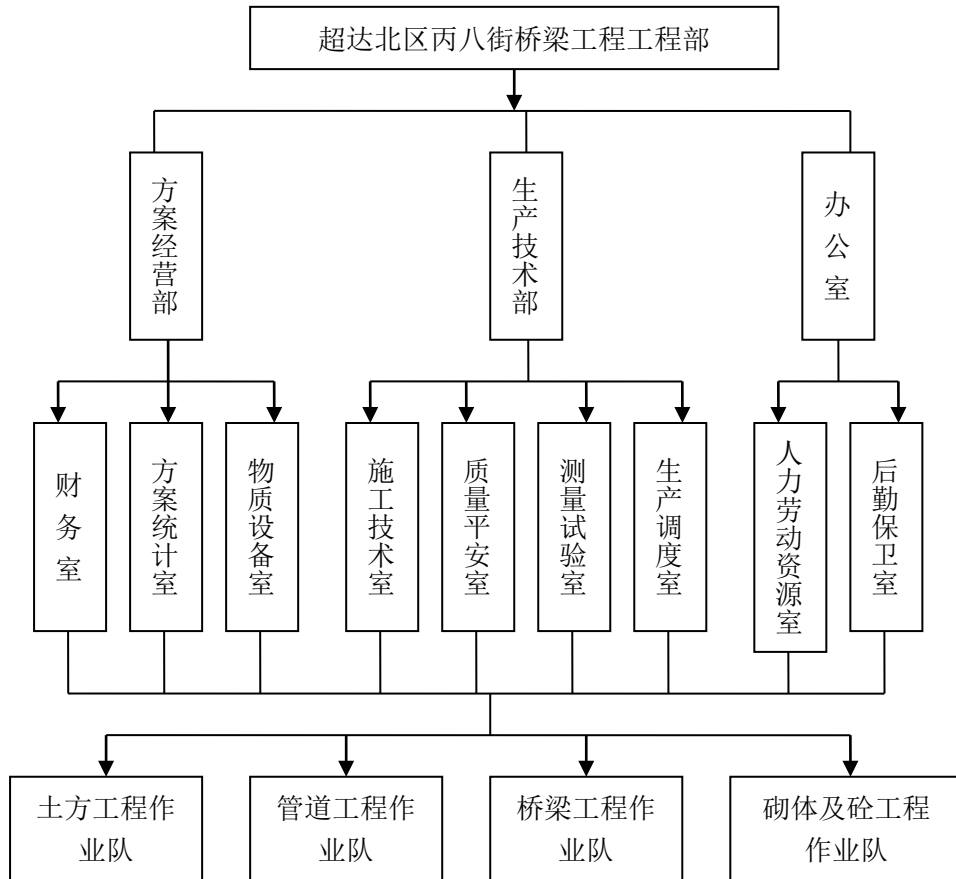 超达北区丙八街桥梁工程工程部
方案经营部
生产技术部
办公室
财务室
方案统计室
物质设备室
施工技术室
质量平安室
测量试验室
生产调度室
人力劳动资源室
后勤保卫室
土方工程作
业队
管道工程作
业队
桥梁工程作
业队
砌体及砼工程
作业队